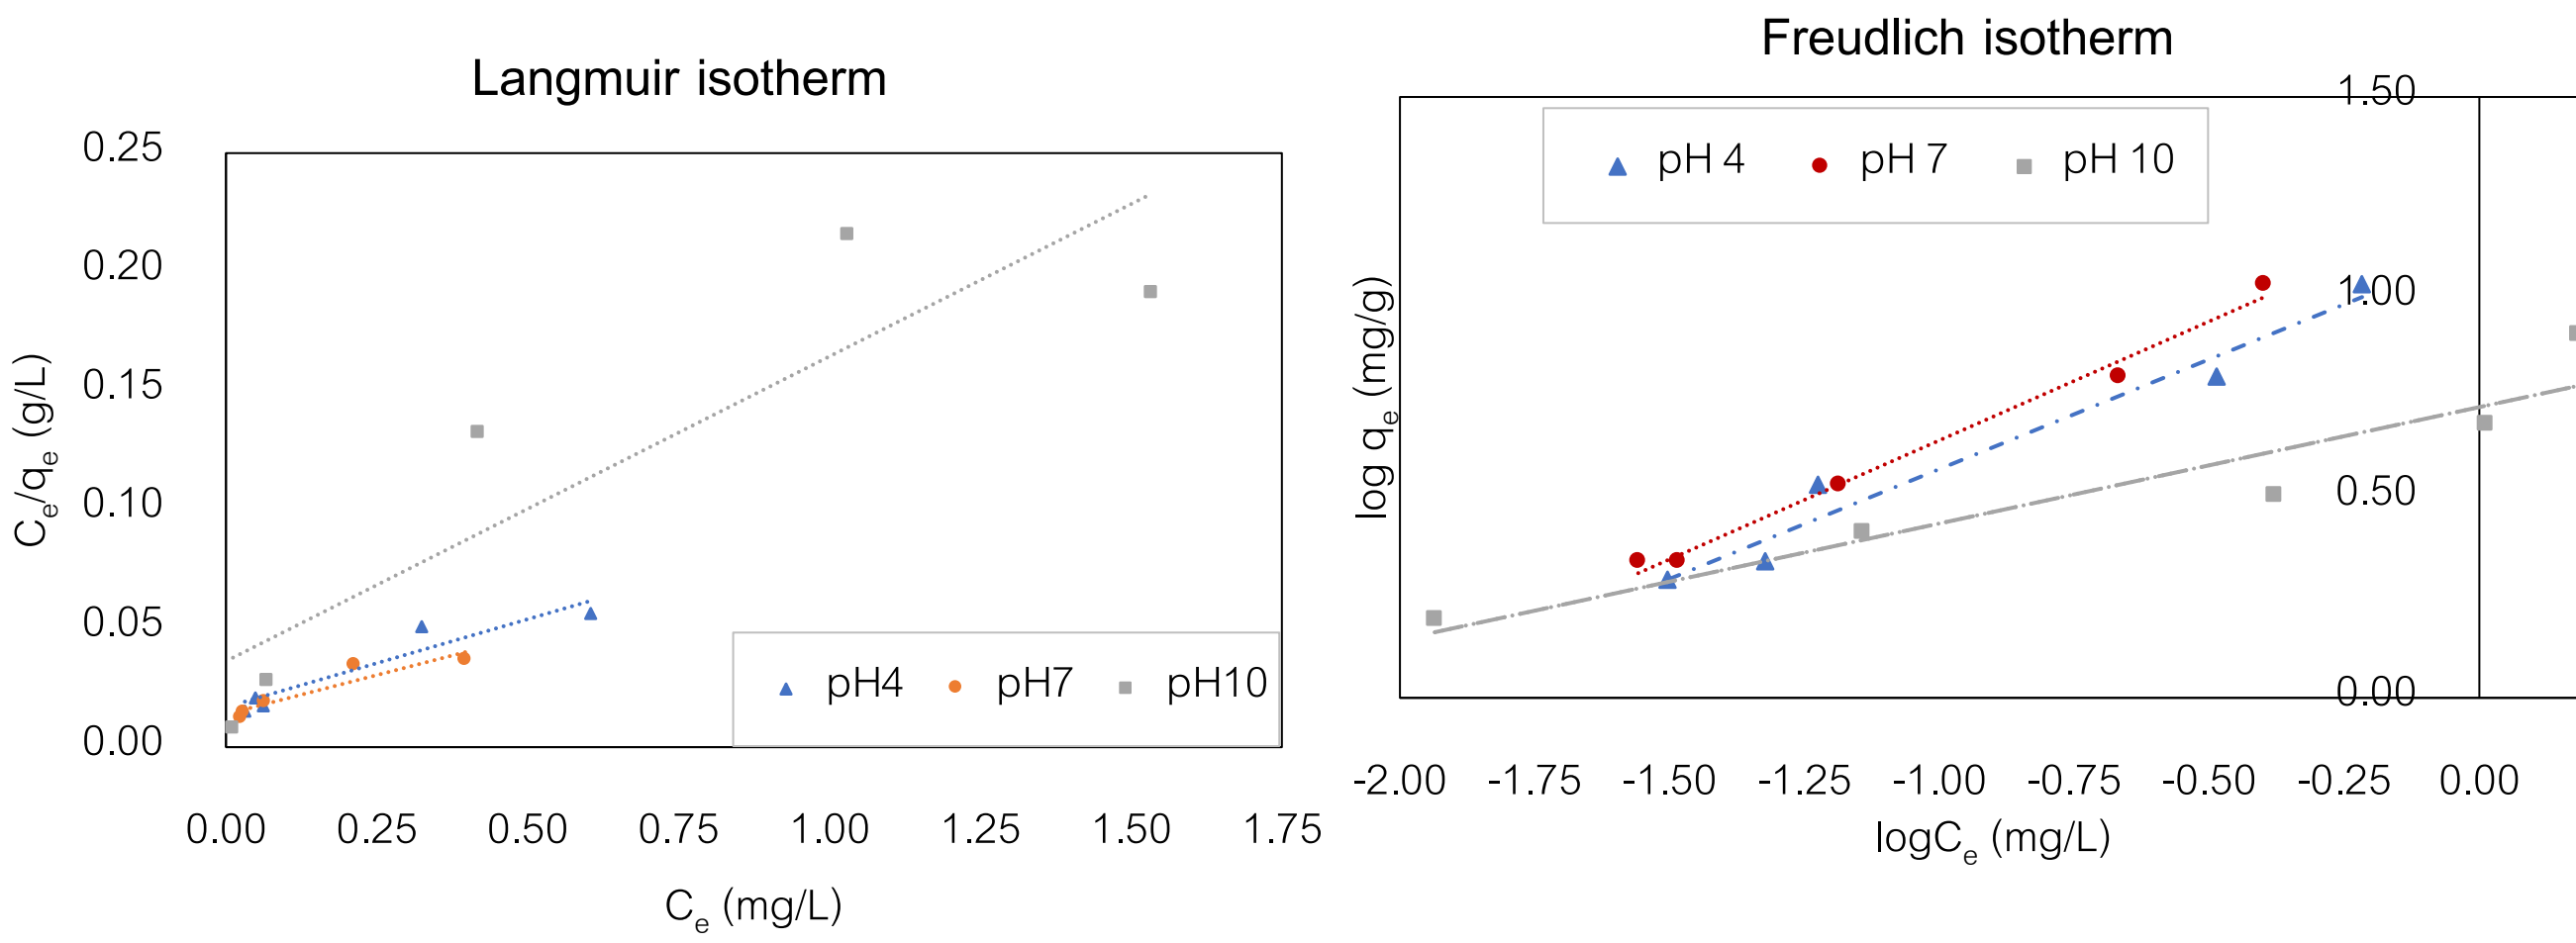 Langmuir isotherm
0.25
0.20
0.15
0.10
0.05
0.00
Ce/qe (g/L)
pH4 pH7 pH10
0.00 0.25 0.50 0.75 1.00 1.25 1.50 1.75
Ce (mg/L)
Freudlich isotherm
pH 4 pH 7 pH 10
1.50
1.00
0.50
0.00
log qe (mg/g)
-2.00 -1.75 -1.50 -1.25 -1.00 -0.75 -0.50 -0.25 0.00
logCe (mg/L)